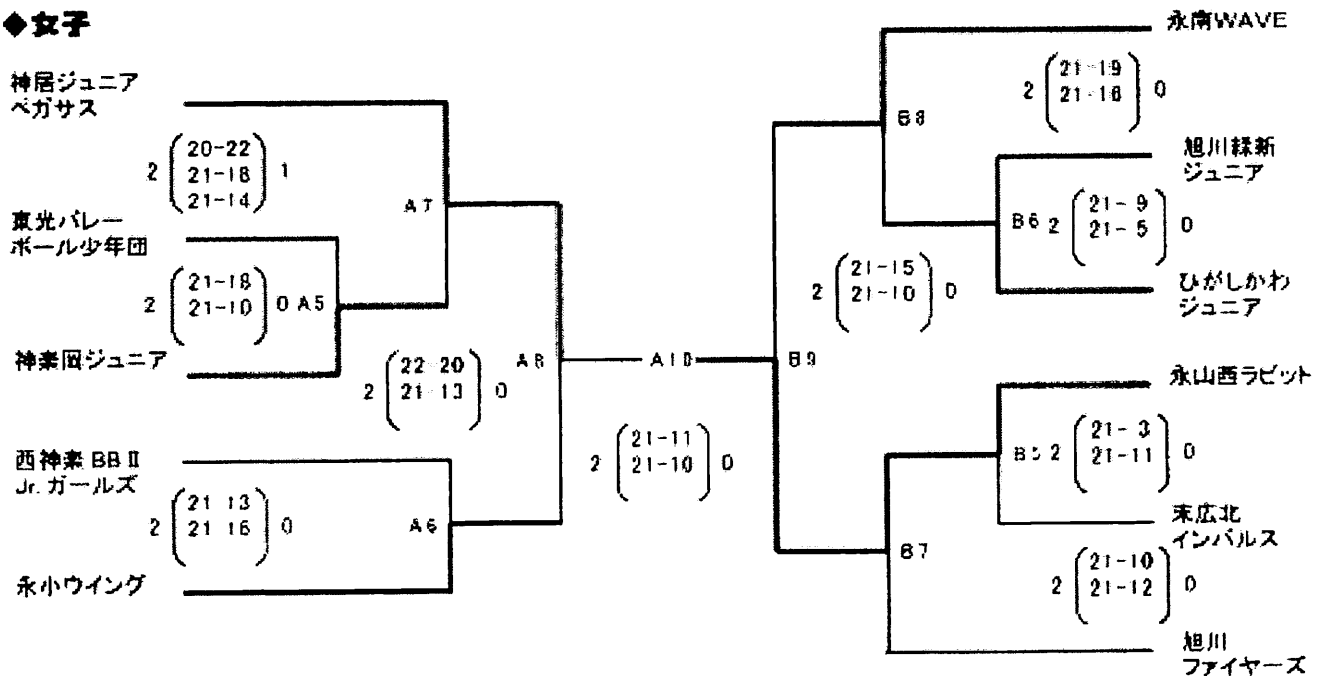 ◆女子
神居ジュニア
ペガサス
2 (20-22 21-18 21-14) 1
A7
東光バレー
ボール少年団
2 (21-18 21-10) 0 A5
神楽岡ジュニア
2 (22-20 21-13) 0
A8
西神楽BBⅡ
Jr.ガールズ
2 (21 13 21 16) 0
A6
永小ウイング
A10
2 (21-11 21-10) 0
永南WAVE
2 (21-19 21-16) 0
B8
旭川緑新
ジュニア
B6 2 (21-9 21-5) 0
ひがしかわ
ジュニア
2 (21-15 21-10) 0
B9
永山西ラビット
B5 2 (21-3 21-11) 0
末広北
インパルス
B7
2 (21-10 21-12) 0
旭川
ファイヤーズ